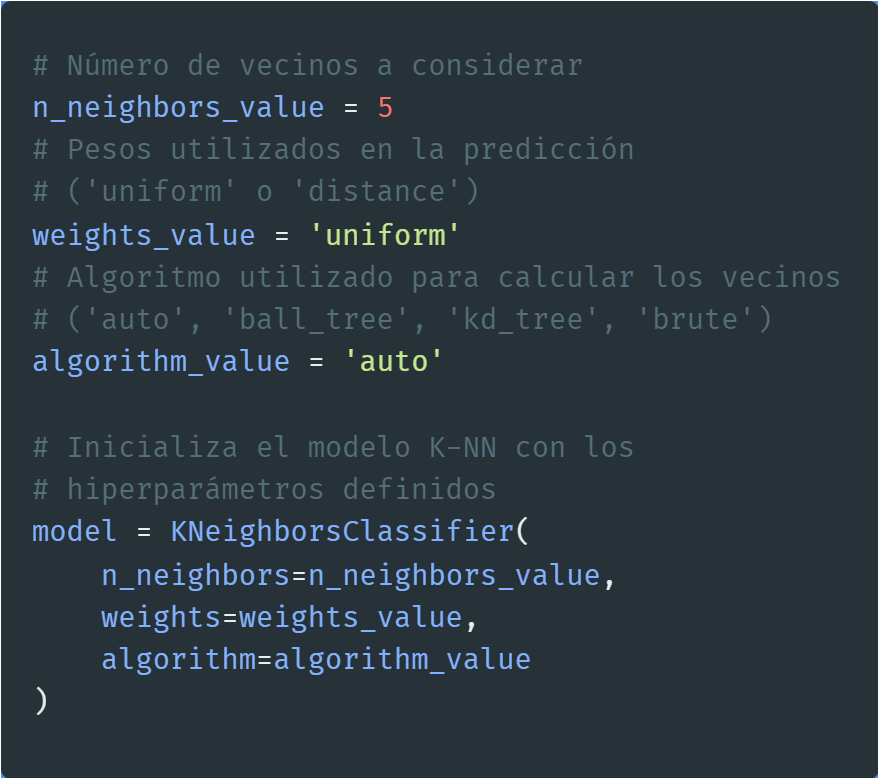 # Número de vecinos a considerar
n_neighbors_value = 5
# Pesos utilizados en la predicción
# ('uniform' o 'distance')
weights_value = 'uniform'
# Algoritmo utilizado para calcular los vecinos
# ('auto', 'ball_tree', 'kd_tree', 'brute')
algorithm_value = 'auto'

# Inicializa el modelo K-NN con los
# hiperparámetros definidos
model = KNeighborsClassifier(
    n_neighbors=n_neighbors_value,
    weights=weights_value,
    algorithm=algorithm_value
)